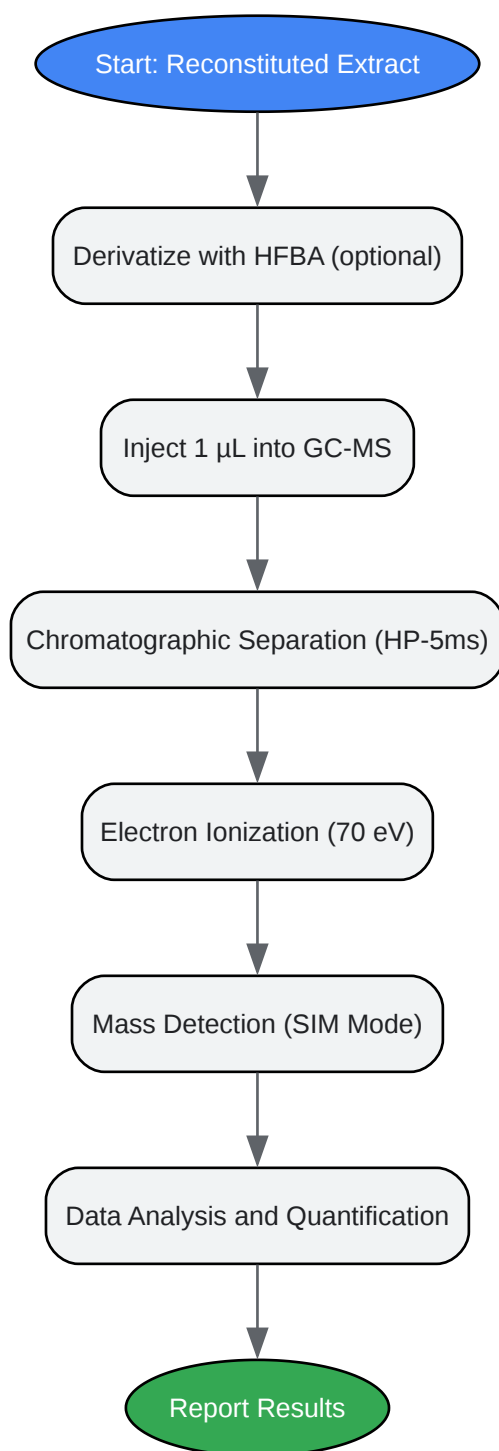 Start: Reconstituted Extract
Derivatize with HFBA (optional)
Inject 1 µL into GC-MS
Chromatographic Separation (HP-5ms)
Electron Ionization (70 eV)
Mass Detection (SIM Mode)
Data Analysis and Quantification
Report Results